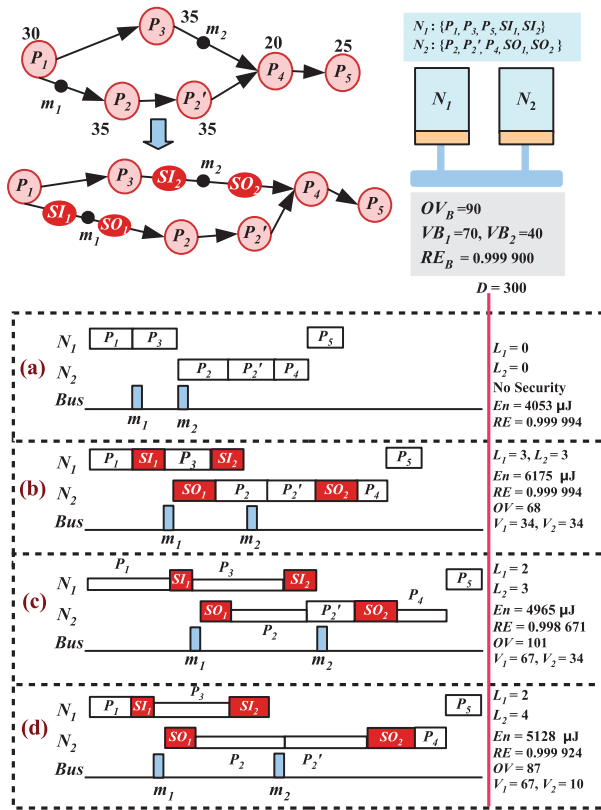 30
35
P₃
m₂
20
25
P₁
P₄
P₅
m₁
P₂
P₂'
35
35
P₁
P₃
SI₂
m₂
SO₂
P₄
P₅
SI₁
m₁
SO₁
P₂
P₂'
N₁ : {P₁, P₃, P₅, SI₁, SI₂}
N₂ : {P₂, P₂', P₄, SO₁, SO₂ }
N₁
N₂
OV_B =90
VB₁ =70, VB₂ =40
RE_B = 0.999 900
D = 300
(a)
N₁ P₁ P₃ P₅
N₂ P₂ P₂' P₄
Bus
m₁ m₂
L₁ = 0
L₂ = 0
No Security
En = 4053 µJ
RE = 0.999 994
(b)
N₁ P₁ SI₁ P₃ SI₂ P₅
N₂ SO₁ P₂ P₂' SO₂ P₄
Bus
m₁ m₂
L₁ = 3, L₂ = 3
En = 6175 µJ
RE = 0.999 994
OV = 68
V₁ = 34, V₂ = 34
(c)
P₁ P₃
N₁ SI₁ SI₂ P₅
N₂ SO₁ P₂ P₂' SO₂ P₄
Bus
m₁ m₂
L₁ = 2
L₂ = 3
En = 4965 µJ
RE = 0.998 671
OV = 101
V₁ = 67, V₂ = 34
(d)
P₃
N₁ P₁ SI₁ SI₂ P₅
N₂ SO₁ SO₂ P₄
P₂ P₂'
Bus
m₁ m₂
L₁ = 2
L₂ = 4
En = 5128 µJ
RE = 0.999 924
OV = 87
V₁ = 67, V₂ = 10